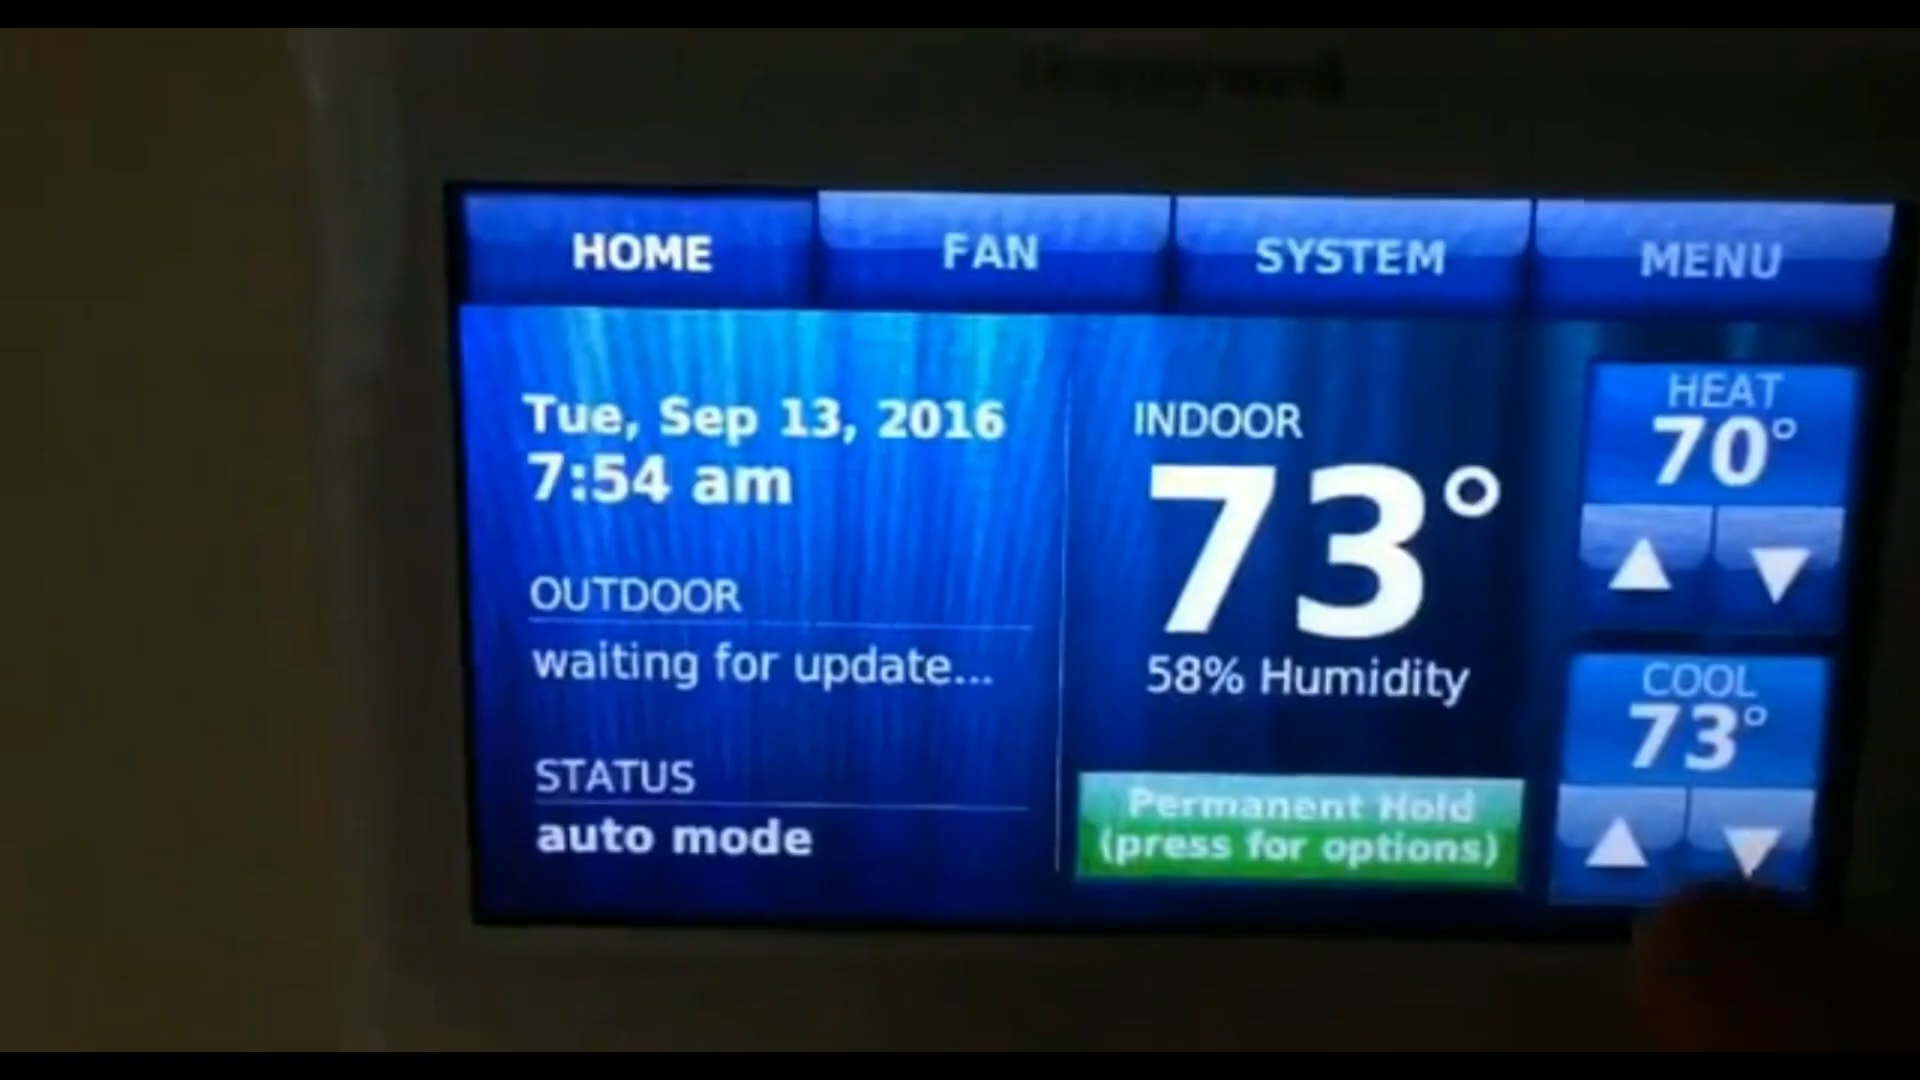 Honeywell
HOME
FAN
SYSTEM
MENU
Tue, Sep 13, 2016
7:54 am
OUTDOOR
waiting for update...
STATUS
auto mode
INDOOR
73°
58% Humidity
Permanent Hold
(press for options)
HEAT
70°
COOL
73°